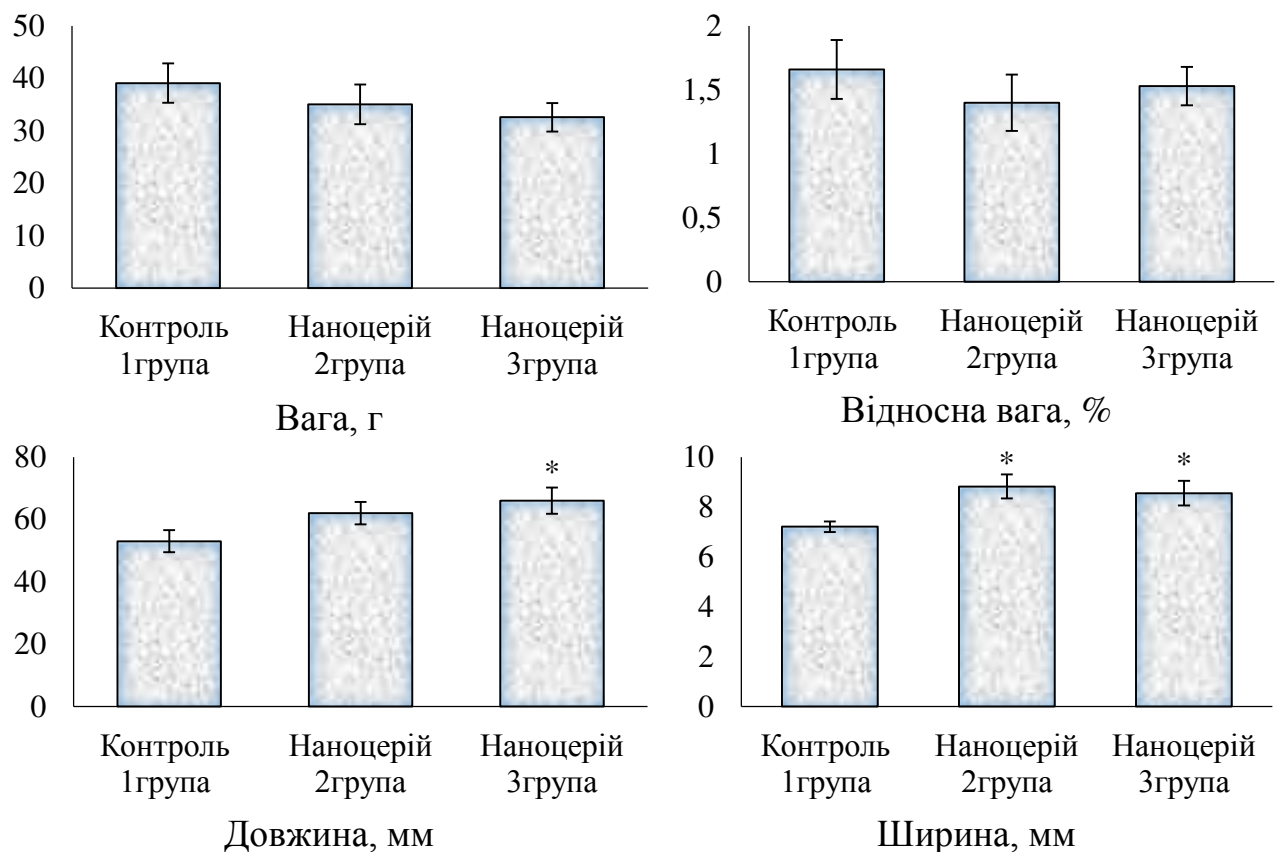 50
40
30
20
10
0
Контроль 1група
Наноцерій 2група
Наноцерій 3група
Вага, г
2
1,5
1
0,5
0
Контроль 1група
Наноцерій 2група
Наноцерій 3група
Відносна вага, %
80
60
40
20
0
*
Контроль 1група
Наноцерій 2група
Наноцерій 3група
Довжина, мм
10
8
6
4
2
0
*
*
Контроль 1група
Наноцерій 2група
Наноцерій 3група
Ширина, мм